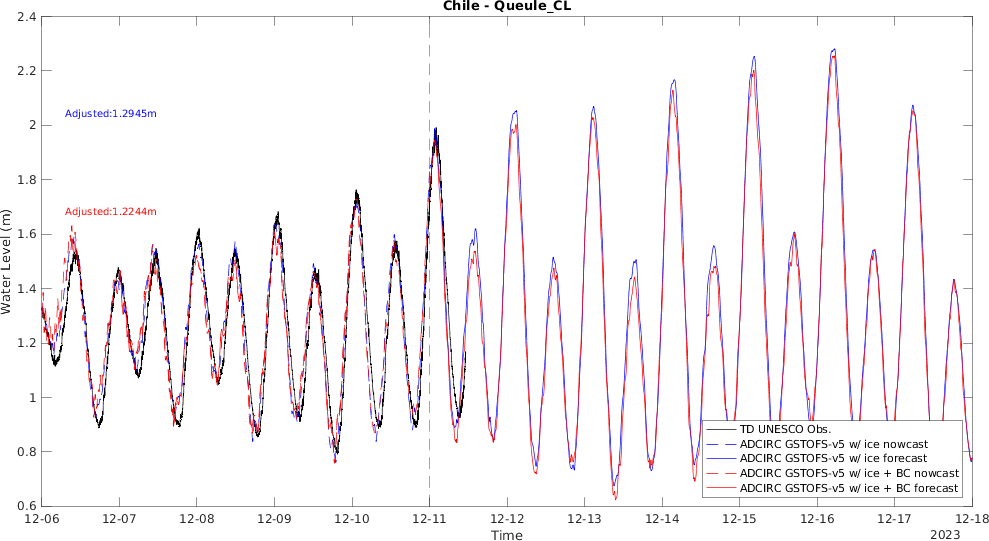 Chile - Queule_CL
2.4
2.2
2
1.8
1.6
1.4
1.2
1
0.8
0.6
Water Level (m)
Adjusted:1.2945m
Adjusted:1.2244m
TD UNESCO Obs.
ADCIRC GSTOFS-v5 w/ ice nowcast
ADCIRC GSTOFS-v5 w/ ice forecast
ADCIRC GSTOFS-v5 w/ ice + BC nowcast
ADCIRC GSTOFS-v5 w/ ice + BC forecast
12-06 12-07 12-08 12-09 12-10 12-11 12-12 12-13 12-14 12-15 12-16 12-17 12-18
Time
2023